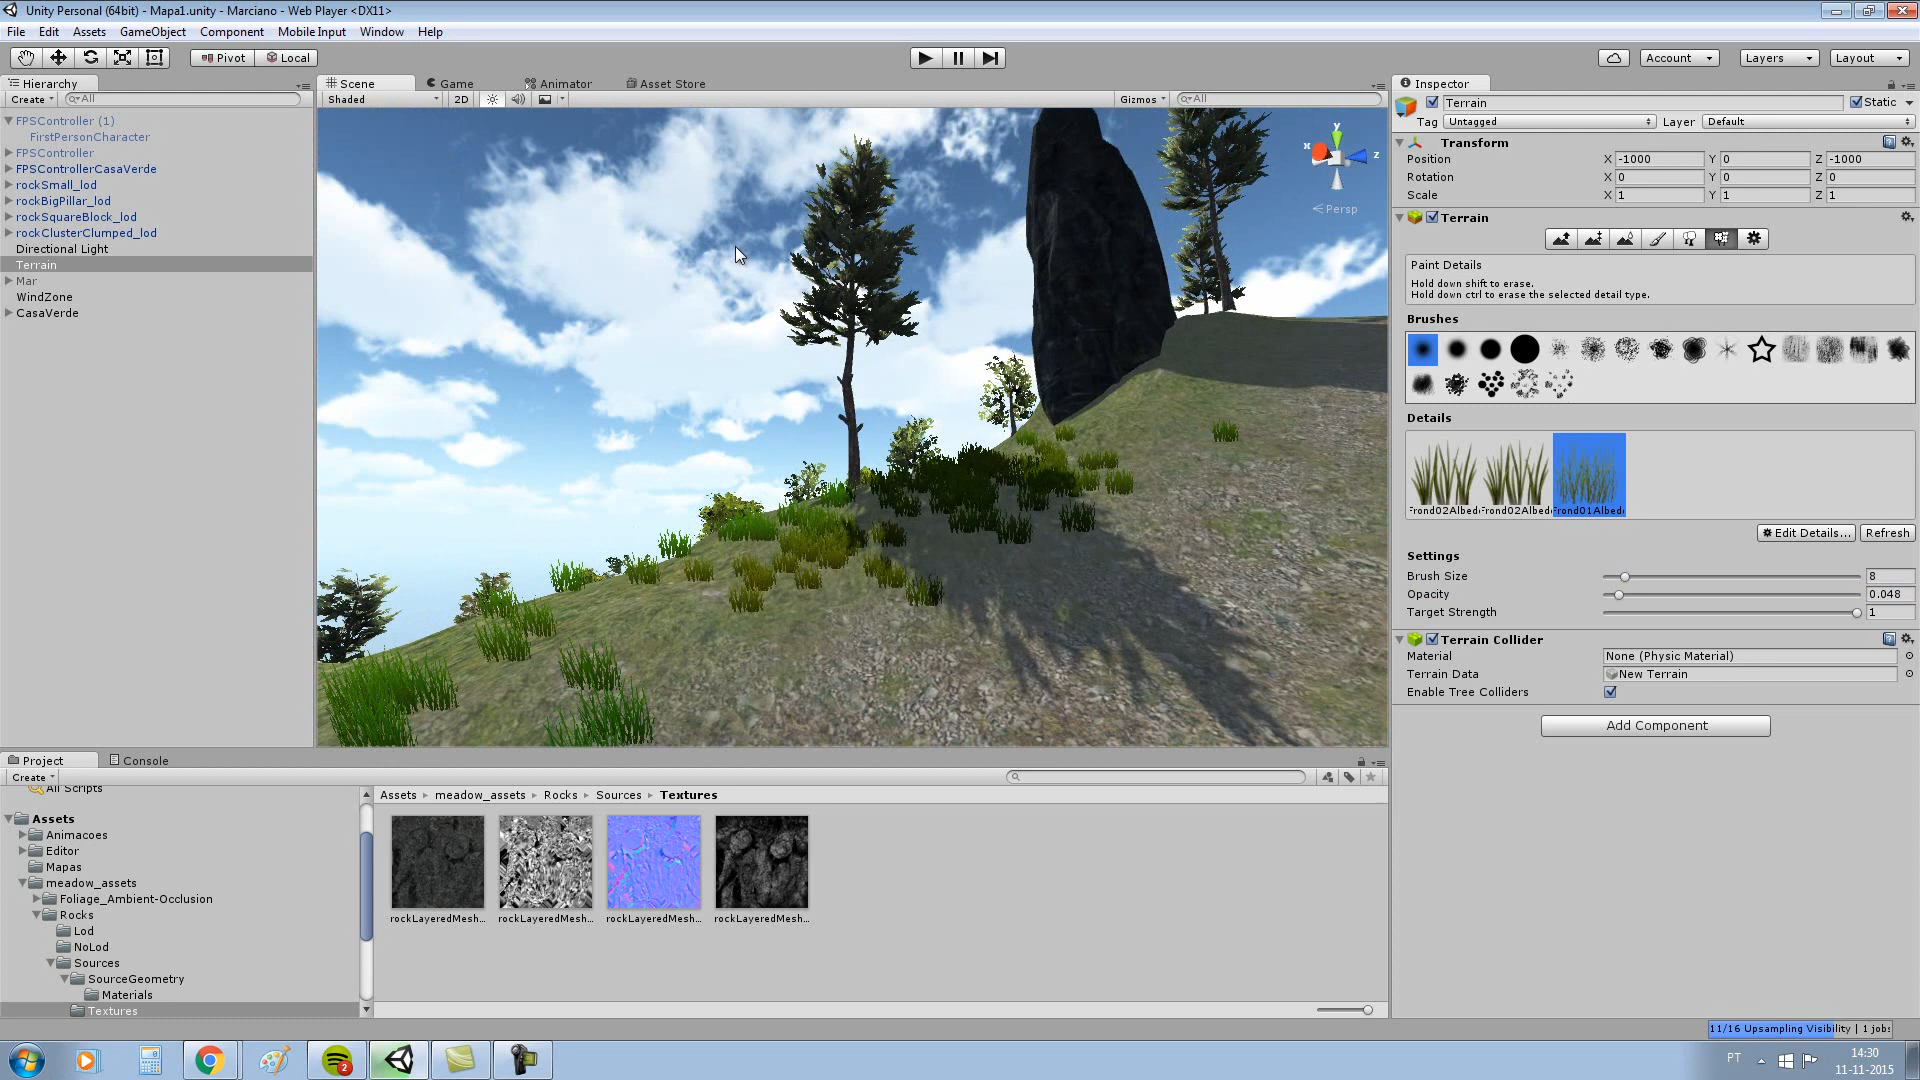 Unity Personal (64bit) - Mapa1.unity - Marciano - Web Player <DX11>
File Edit Assets GameObject Component Mobile Input Window Help
Pivot Local Account Layers Layout
Hierarchy
Create All
FPSController (1)
FirstPersonCharacter
FPSController
FPSControllerCasaVerde
rockSmall_lod
rockBigPillar_lod
rockSquareBlock_lod
rockClusterClumped_lod
Directional Light
Terrain
Mar
WindZone
CasaVerde
Scene Game Animator Asset Store
Shaded 2D Gizmos All
y
x z
Persp
Inspector
Terrain Static
Tag Untagged Layer Default
Transform
Position X -1000 Y 0 Z -1000
Rotation X 0 Y 0 Z 0
Scale X 1 Y 1 Z 1
Terrain
Paint Details
Hold down shift to erase.
Hold down ctrl to erase the selected detail type.
Brushes
Details
Frond02Albed Frond02Albed Frond01Albed
Edit Details... Refresh
Settings
Brush Size 8
Opacity 0.048
Target Strength 1
Terrain Collider
Material None (Physic Material)
Terrain Data New Terrain
Enable Tree Colliders
Add Component
Project Console
Create
All Scripts
Assets
Animacoes
Editor
Mapas
meadow_assets
Foliage_Ambient-Occlusion
Rocks
Lod
NoLod
Sources
SourceGeometry
Materials
Textures
Assets meadow_assets Rocks Sources Textures
rockLayeredMesh... rockLayeredMesh... rockLayeredMesh... rockLayeredMesh...
11/16 Upsampling Visibility | 1 jobs
2
PT
14:30
11-11-2015